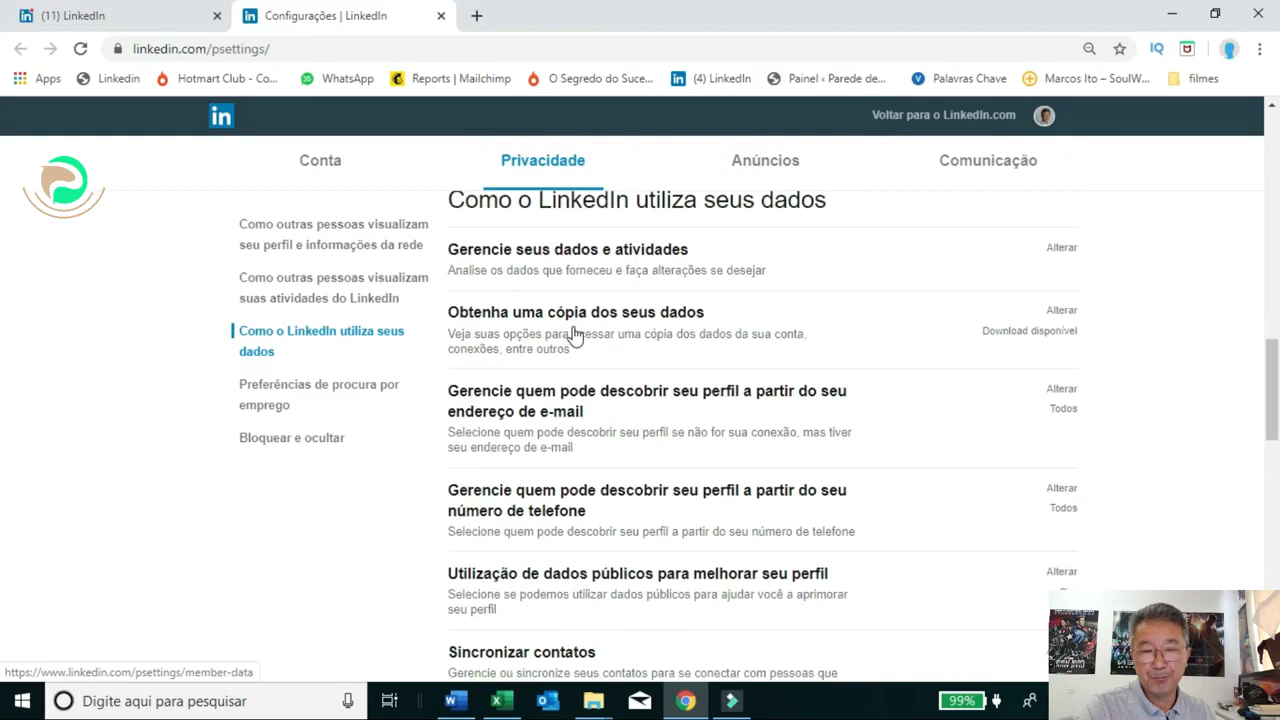 (11) LinkedIn
Configurações | LinkedIn
linkedin.com/psettings/
Apps
Linkedin
Hotmart Club - Co...
WhatsApp
Reports | Mailchimp
O Segredo do Suce...
(4) LinkedIn
Painel ‹ Parede de...
Palavras Chave
Marcos Ito – SoulW...
filmes
in
Voltar para o LinkedIn.com
Conta
Privacidade
Anúncios
Comunicação
Como outras pessoas visualizam
seu perfil e informações da rede
Como outras pessoas visualizam
suas atividades do LinkedIn
Como o LinkedIn utiliza seus
dados
Preferências de procura por
emprego
Bloquear e ocultar
Como o LinkedIn utiliza seus dados
Gerencie seus dados e atividades
Alterar
Analise os dados que forneceu e faça alterações se desejar
Obtenha uma cópia dos seus dados
Alterar
Veja suas opções para essar uma cópia dos dados da sua conta,
Download disponível
conexões, entre outros
Gerencie quem pode descobrir seu perfil a partir do seu
Alterar
endereço de e-mail
Todos
Selecione quem pode descobrir seu perfil se não for sua conexão, mas tiver
seu endereço de e-mail
Gerencie quem pode descobrir seu perfil a partir do seu
Alterar
número de telefone
Todos
Selecione quem pode descobrir seu perfil a partir do seu número de telefone
Utilização de dados públicos para melhorar seu perfil
Alterar
Selecione se podemos utilizar dados públicos para ajudar você a aprimorar
seu perfil
Sincronizar contatos
Gerencie ou sincronize seus contatos para se conectar com pessoas que
https://www.linkedin.com/psettings/member-data
Digite aqui para pesquisar
99%